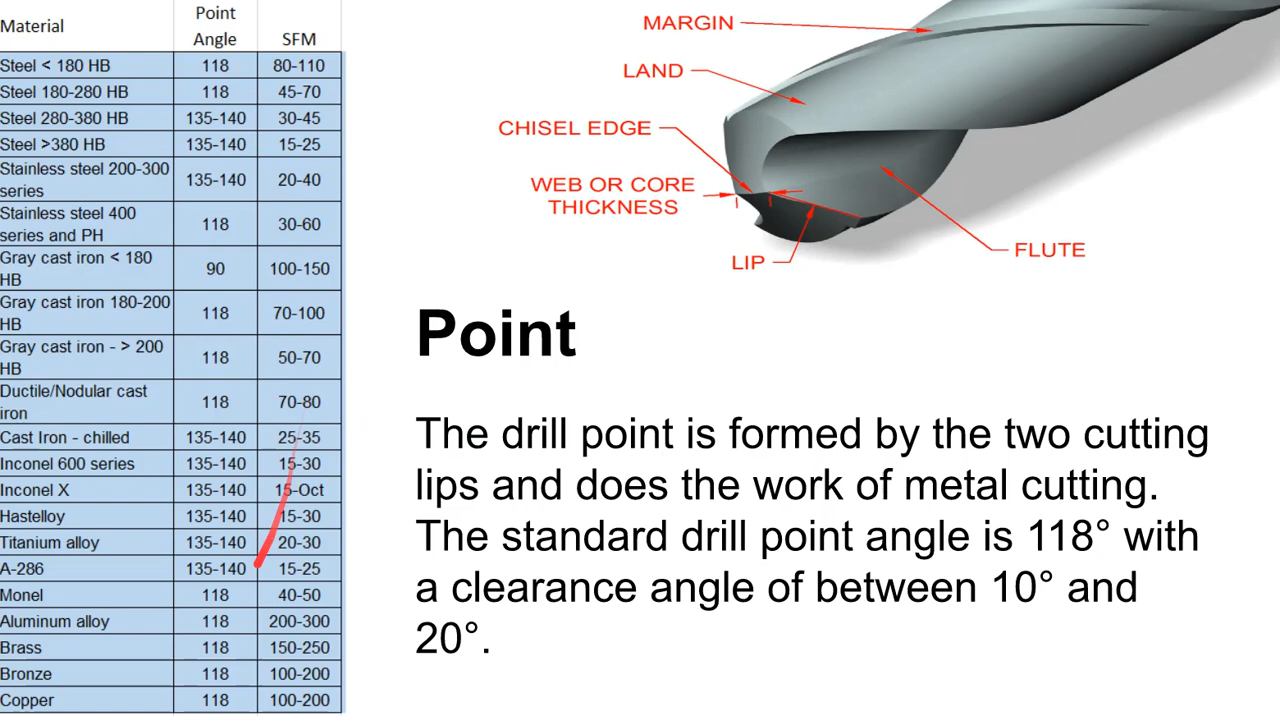 Material Point Angle SFM
Steel < 180 HB 118 80-110
Steel 180-280 HB 118 45-70
Steel 280-380 HB 135-140 30-45
Steel >380 HB 135-140 15-25
Stainless steel 200-300 series 135-140 20-40
Stainless steel 400 series and PH 118 30-60
Gray cast iron < 180 HB 90 100-150
Gray cast iron 180-200 HB 118 70-100
Gray cast iron - > 200 HB 118 50-70
Ductile/Nodular cast iron 118 70-80
Cast Iron - chilled 135-140 25-35
Inconel 600 series 135-140 15-30
Inconel X 135-140 15-Oct
Hastelloy 135-140 15-30
Titanium alloy 135-140 20-30
A-286 135-140 15-25
Monel 118 40-50
Aluminum alloy 118 200-300
Brass 118 150-250
Bronze 118 100-200
Copper 118 100-200
MARGIN
LAND
CHISEL EDGE
WEB OR CORE
THICKNESS
LIP
FLUTE
Point
The drill point is formed by the two cutting
lips and does the work of metal cutting.
The standard drill point angle is 118° with
a clearance angle of between 10° and
20°.